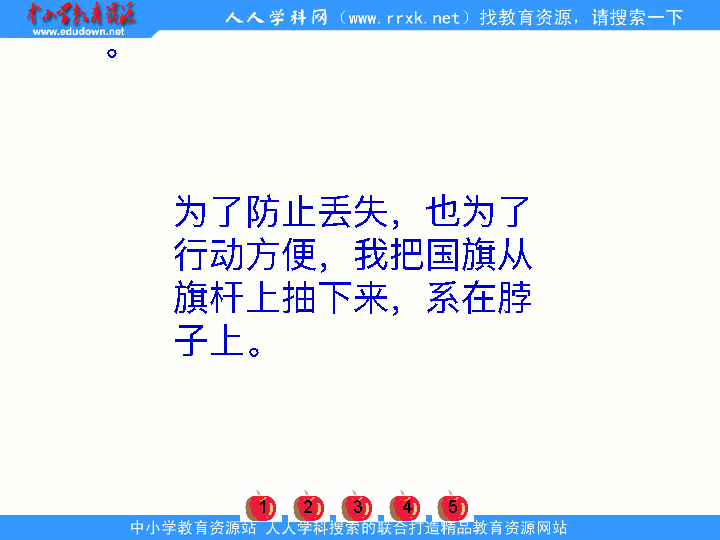 中小学教育资源
www.edudown.net
人人学科网（www.rrxk.net）找教育资源，请搜索一下
。
为了防止丢失，也为了
行动方便，我把国旗从
旗杆上抽下来，系在脖
子上。
1 2 3 4 5
中小学教育资源站 人人学科搜索的联合打造精品教育资源网站